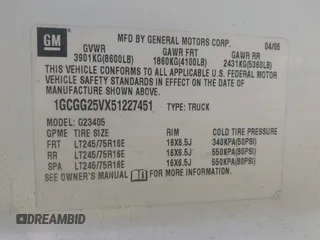 GM
MFD BY GENERAL MOTORS CORP. 04/05
GVWR GAWR FRT GAWR RR
3901KG(8600LB) 1860KG(4100LB) 2431KG(5360LB)
THIS VEHICLE CONFORMS TO ALL APPLICABLE U.S. FEDERAL
MOTOR VEHICLE SAFETY STANDARDS IN EFFECT ON THE DATE OF
MANUFACTURE SHOWN ABOVE.
1GCGG25VX51227451 TYPE: TRUCK
MODEL: G23405
GPME TIRE SIZE RIM COLD TIRE PRESSURE
FRT LT245/75R16E 16X6.5J 340KPA(50PSI)
RR LT245/75R16E 16X6.5J 550KPA(80PSI)
SPA LT245/75R16E 16X6.5J 550KPA(80PSI)
SEE OWNER'S MANUAL FOR MORE INFORMATION.
DREAMBID